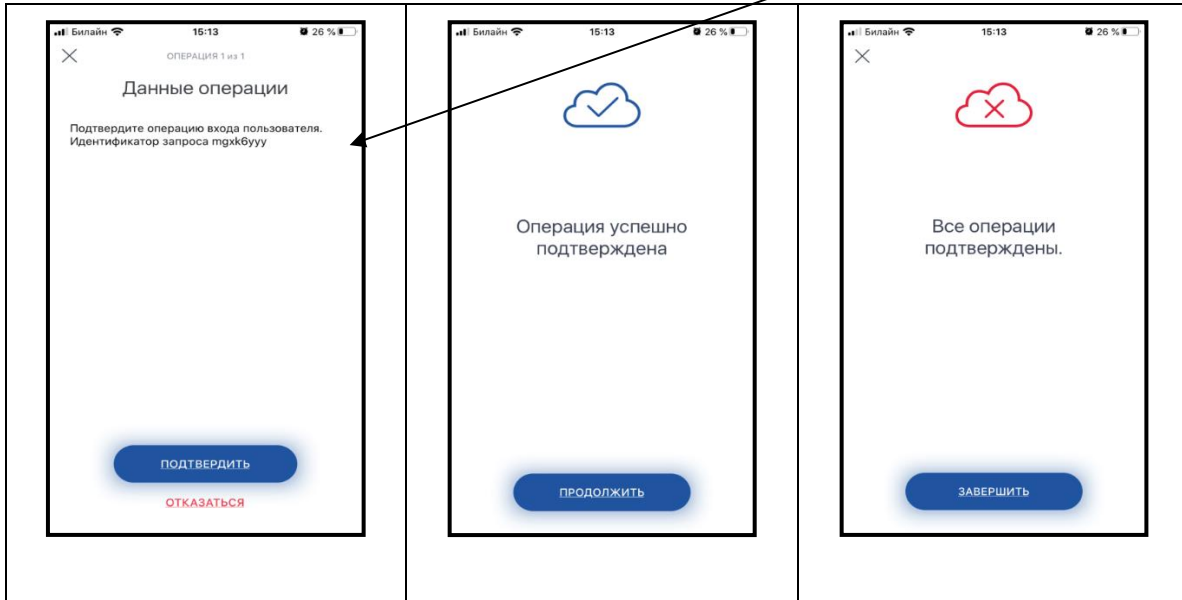 Билайн 15:13 26 %
ОПЕРАЦИЯ 1 из 1
Данные операции
Подтвердите операцию входа пользователя.
Идентификатор запроса mgxk6yyy
ПОДТВЕРДИТЬ
ОТКАЗАТЬСЯ
Билайн 15:13 26 %
Операция успешно
подтверждена
ПРОДОЛЖИТЬ
Билайн 15:13 26 %
Все операции
подтверждены.
ЗАВЕРШИТЬ